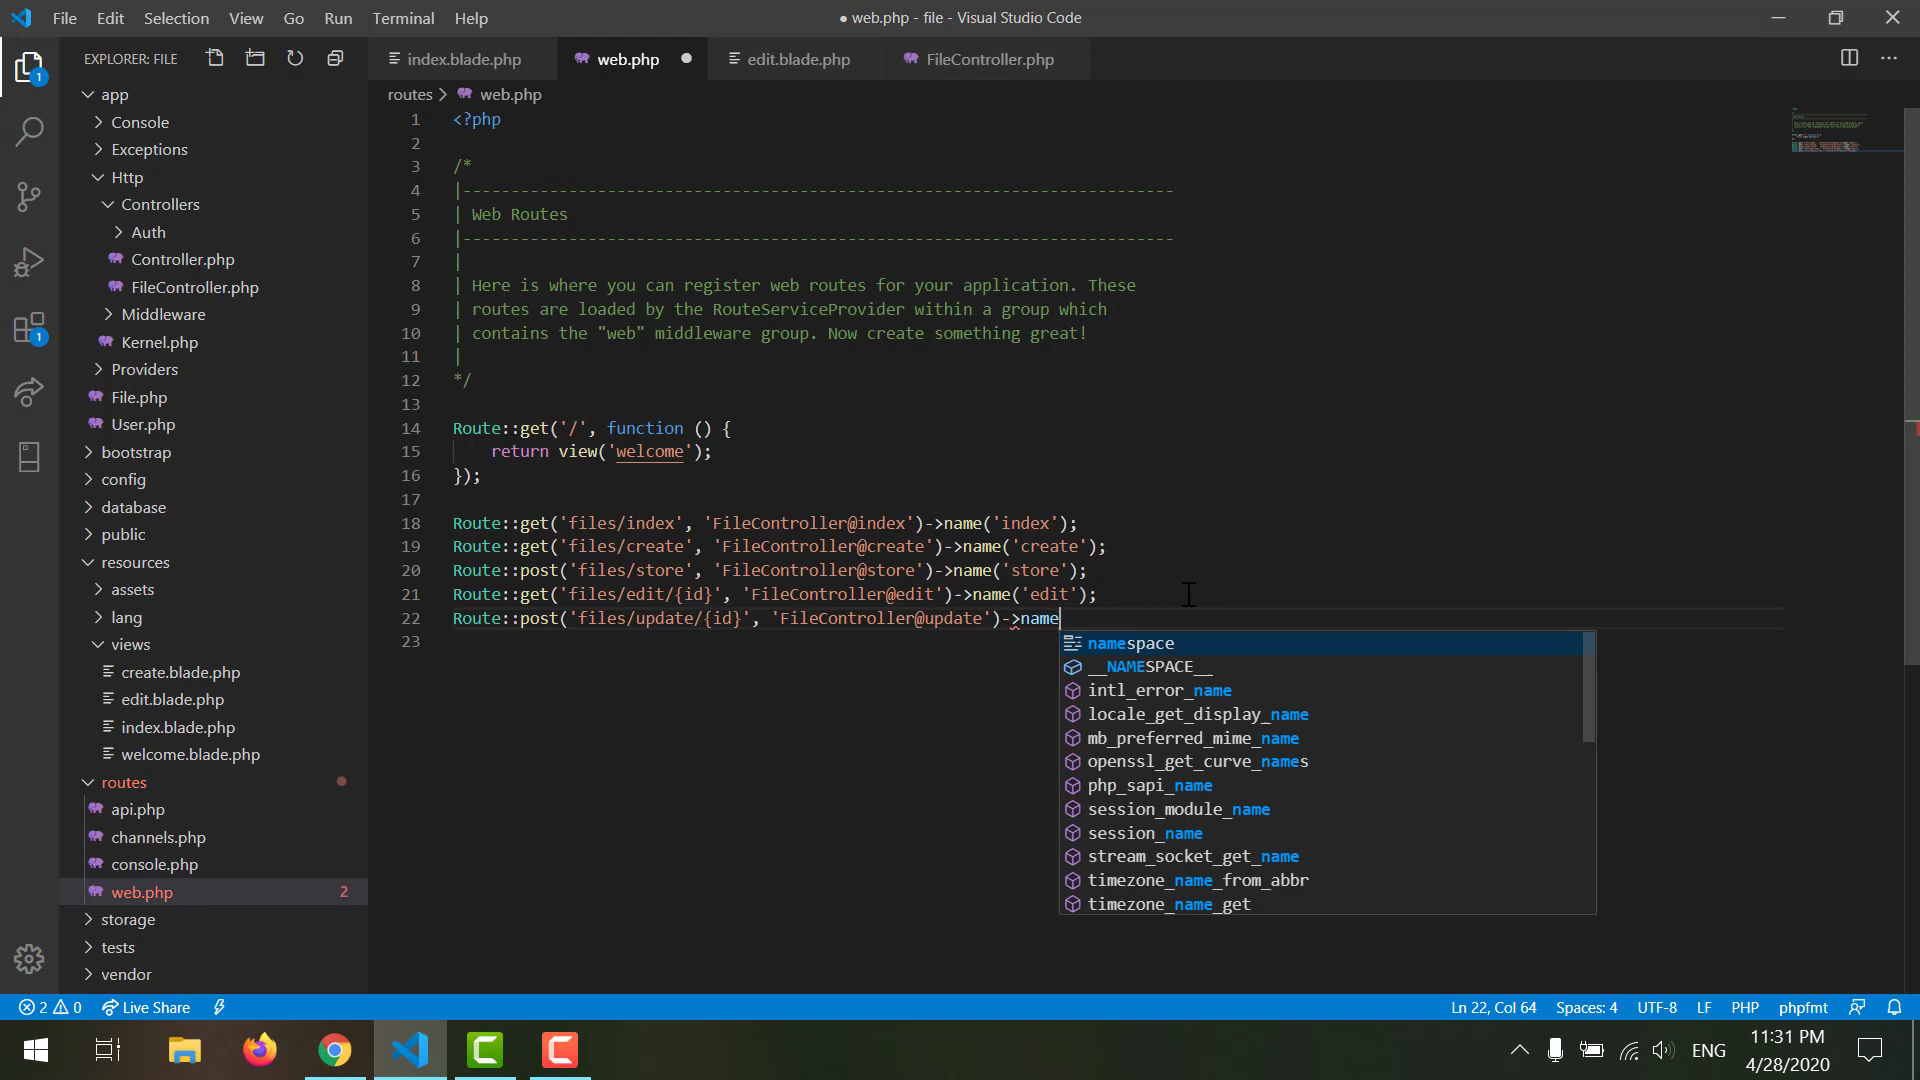 File Edit Selection View Go Run Terminal Help
● web.php - file - Visual Studio Code
EXPLORER: FILE
index.blade.php
web.php
edit.blade.php
FileController.php
routes > web.php
app
Console
Exceptions
Http
Controllers
Auth
Controller.php
FileController.php
Middleware
Kernel.php
Providers
File.php
User.php
bootstrap
config
database
public
resources
assets
lang
views
create.blade.php
edit.blade.php
index.blade.php
welcome.blade.php
routes
api.php
channels.php
console.php
web.php 2
storage
tests
vendor
1
1
1 <?php
2
3 /*
4 |--------------------------------------------------------------------------
5 | Web Routes
6 |--------------------------------------------------------------------------
7 |
8 | Here is where you can register web routes for your application. These
9 | routes are loaded by the RouteServiceProvider within a group which
10 | contains the "web" middleware group. Now create something great!
11 |
12 */
13
14 Route::get('/', function () {
15     return view('welcome');
16 });
17
18 Route::get('files/index', 'FileController@index')->name('index');
19 Route::get('files/create', 'FileController@create')->name('create');
20 Route::post('files/store', 'FileController@store')->name('store');
21 Route::get('files/edit/{id}', 'FileController@edit')->name('edit');
22 Route::post('files/update/{id}', 'FileController@update')->name
23
namespace
__NAMESPACE__
intl_error_name
locale_get_display_name
mb_preferred_mime_name
openssl_get_curve_names
php_sapi_name
session_module_name
session_name
stream_socket_get_name
timezone_name_from_abbr
timezone_name_get
2 0 Live Share
Ln 22, Col 64 Spaces: 4 UTF-8 LF PHP phpfmt
ENG
11:31 PM
4/28/2020